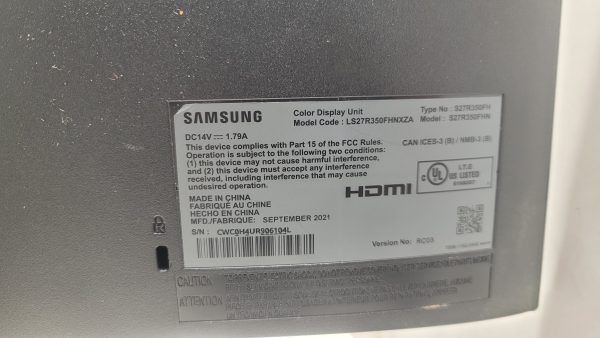 SAMSUNG
Color Display Unit
Model Code : LS27R350FHNXZA
Type No : S27R350FH
Model : S27R350FHN
DC14V 1.79A
This device complies with Part 15 of the FCC Rules.
Operation is subject to the following two conditions:
(1) this device may not cause harmful interference,
and (2) this device must accept any interference
received, including interference that may cause
undesired operation.
CAN ICES-3 (B) / NMB-3 (B)
HDMI
UL
C US LISTED
I.T.E
MADE IN CHINA
FABRIQUÉ AU CHINE
HECHO EN CHINA
MFD./FABRIQUE: SEPTEMBER 2021
S/N : CWC0H4UR906104L
Version No: RC03
CAUTION
ATTENTION